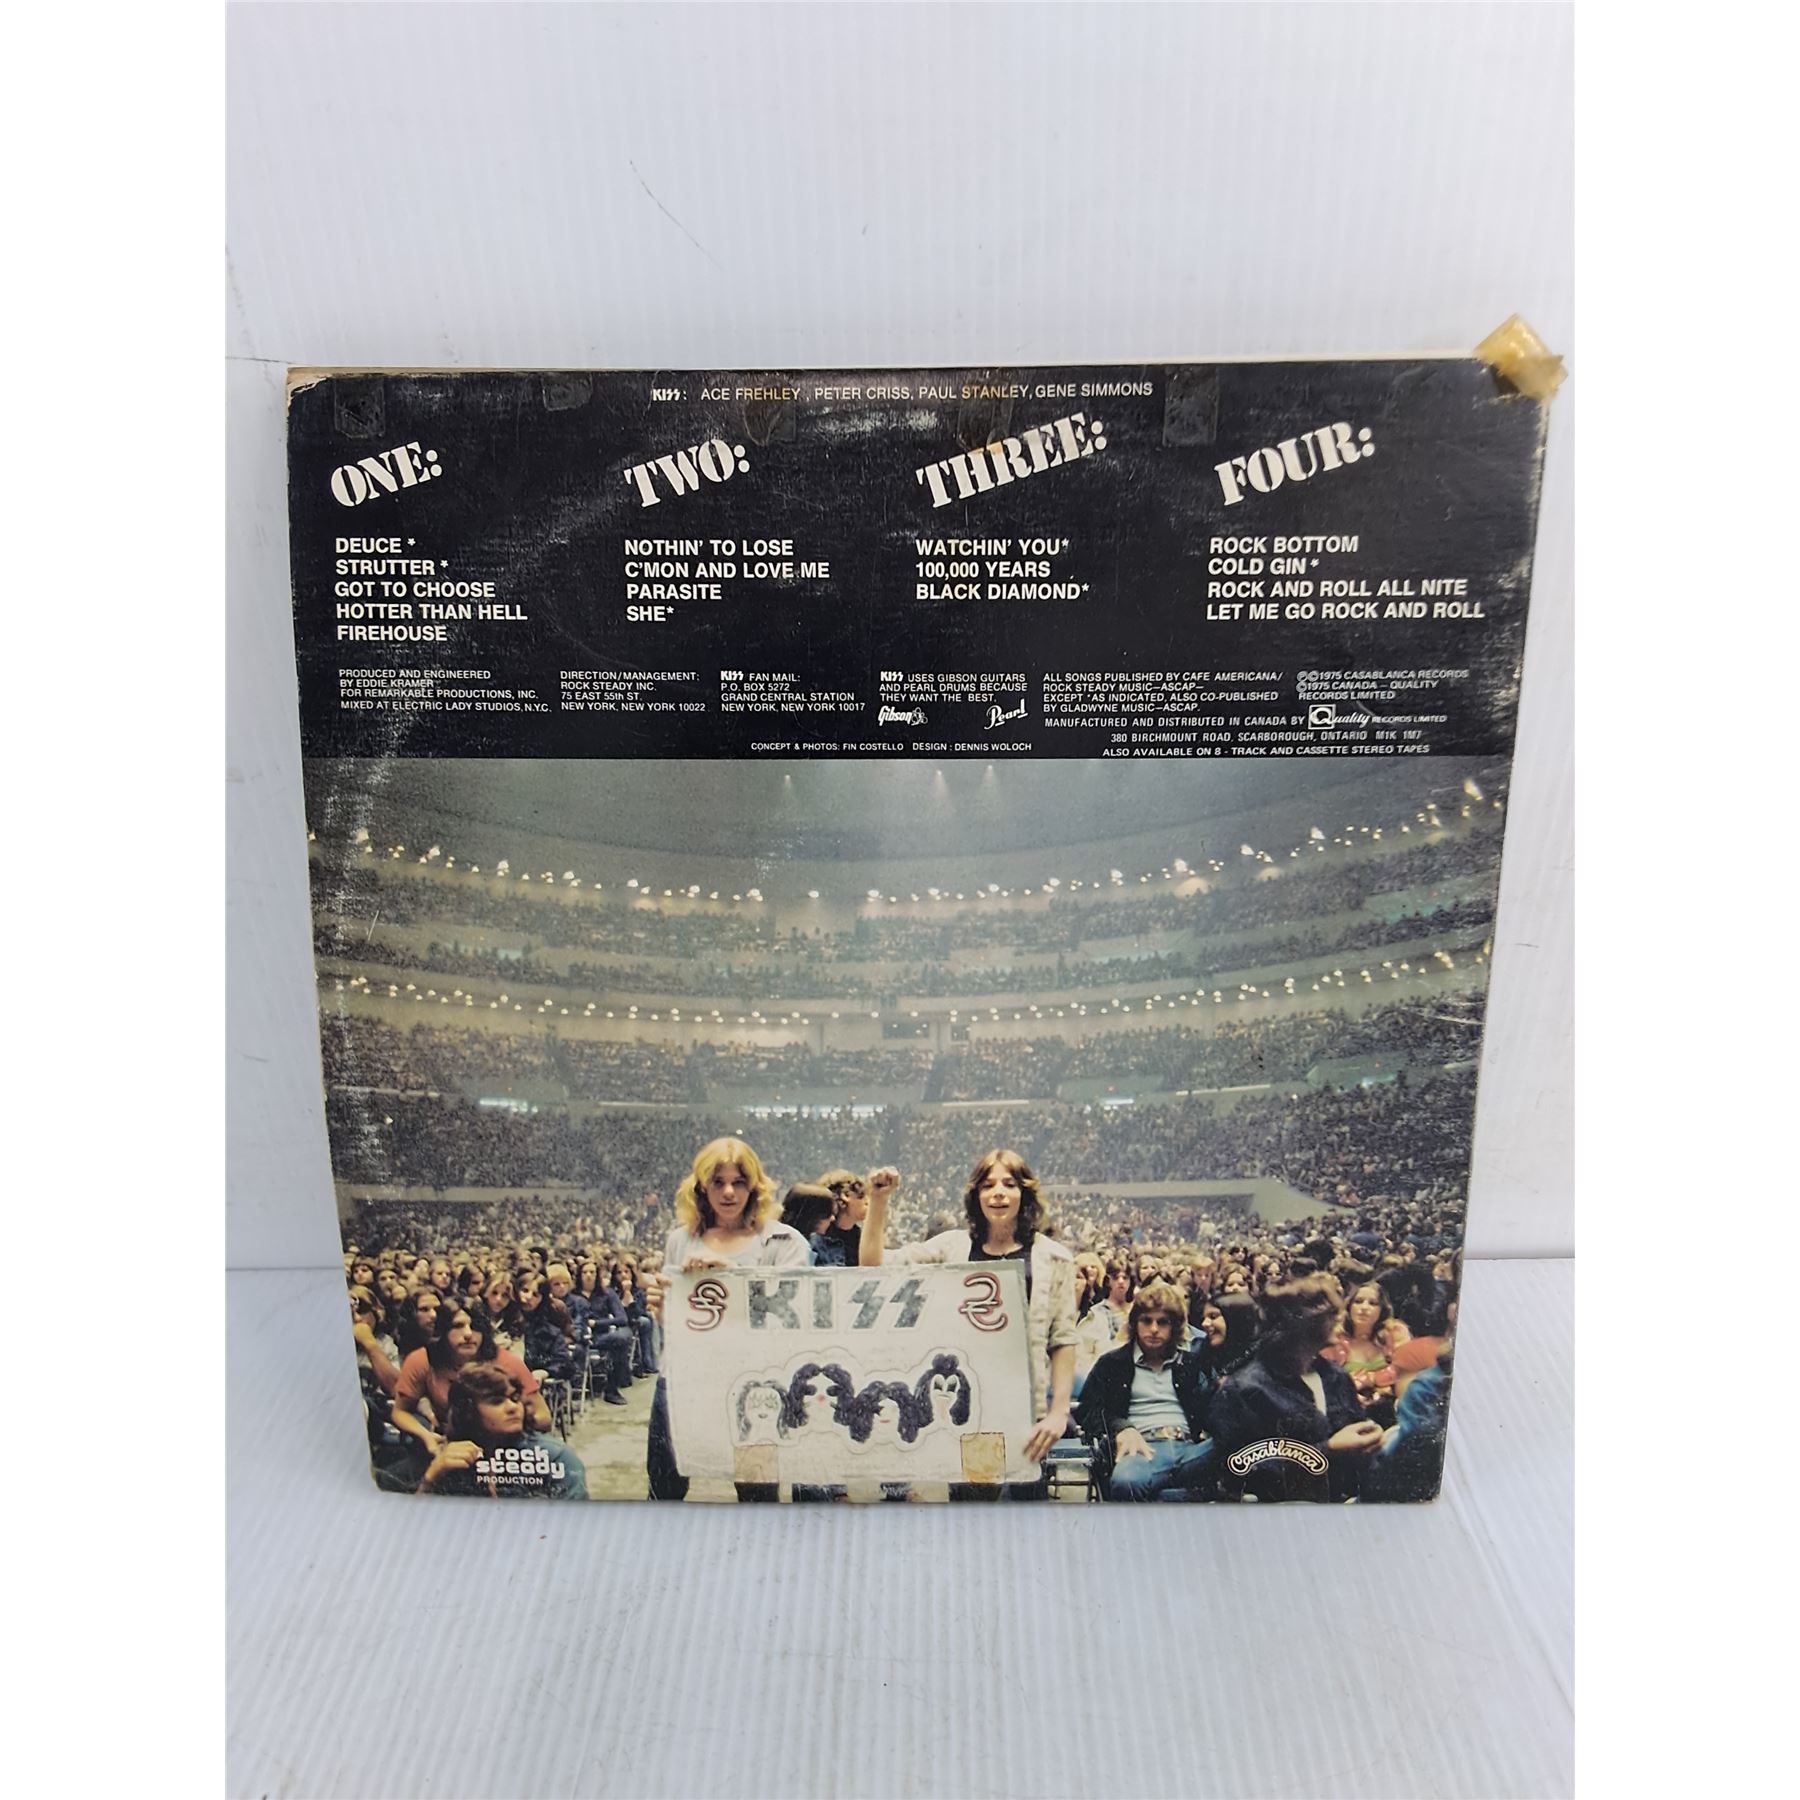 KISS: ACE FREHLEY, PETER CRISS, PAUL STANLEY, GENE SIMMONS
ONE:
DEUCE *
STRUTTER *
GOT TO CHOOSE
HOTTER THAN HELL
FIREHOUSE
TWO:
NOTHIN' TO LOSE
C'MON AND LOVE ME
PARASITE
SHE*
THREE:
WATCHIN' YOU*
100,000 YEARS
BLACK DIAMOND*
FOUR:
ROCK BOTTOM
COLD GIN*
ROCK AND ROLL ALL NITE
LET ME GO ROCK AND ROLL
PRODUCED AND ENGINEERED
BY EDDIE KRAMER
FOR REMARKABLE PRODUCTIONS, INC.
MIXED AT ELECTRIC LADY STUDIOS, N.Y.C.
DIRECTION/MANAGEMENT:
ROCK STEADY INC.
75 EAST 55th ST.
NEW YORK, NEW YORK 10022
KISS FAN MAIL:
P.O. BOX 5272
GRAND CENTRAL STATION
NEW YORK, NEW YORK 10017
KISS USES GIBSON GUITARS
AND PEARL DRUMS BECAUSE
THEY WANT THE BEST.
Gibson Pearl
ALL SONGS PUBLISHED BY CAFE AMERICANA/
ROCK STEADY MUSIC—ASCAP—
EXCEPT *AS INDICATED, ALSO CO-PUBLISHED
BY GLADWYNE MUSIC—ASCAP.
℗©1975 CASABLANCA RECORDS
℗©1975 CANADA — QUALITY
RECORDS LIMITED
MANUFACTURED AND DISTRIBUTED IN CANADA BY Quality RECORDS LIMITED
380 BIRCHMOUNT ROAD, SCARBOROUGH, ONTARIO M1K 1M7
ALSO AVAILABLE ON 8 - TRACK AND CASSETTE STEREO TAPES
CONCEPT & PHOTOS: FIN COSTELLO DESIGN: DENNIS WOLOCH
KISS
rock
steady
PRODUCTION
Casablanca